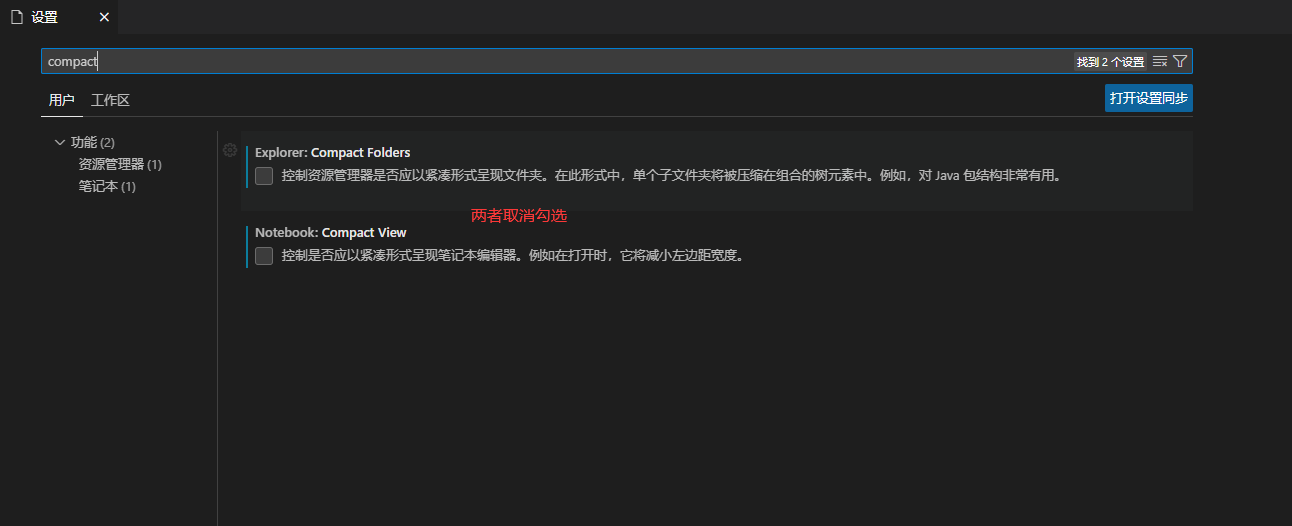 设置
compact
找到 2 个设置
用户 工作区
打开设置同步
功能 (2)
资源管理器 (1)
笔记本 (1)
Explorer: Compact Folders
控制资源管理器是否应以紧凑形式呈现文件夹。在此形式中，单个子文件夹将被压缩在组合的树元素中。例如，对 Java 包结构非常有用。
两者取消勾选
Notebook: Compact View
控制是否应以紧凑形式呈现笔记本编辑器。例如在打开时，它将减小左边距宽度。